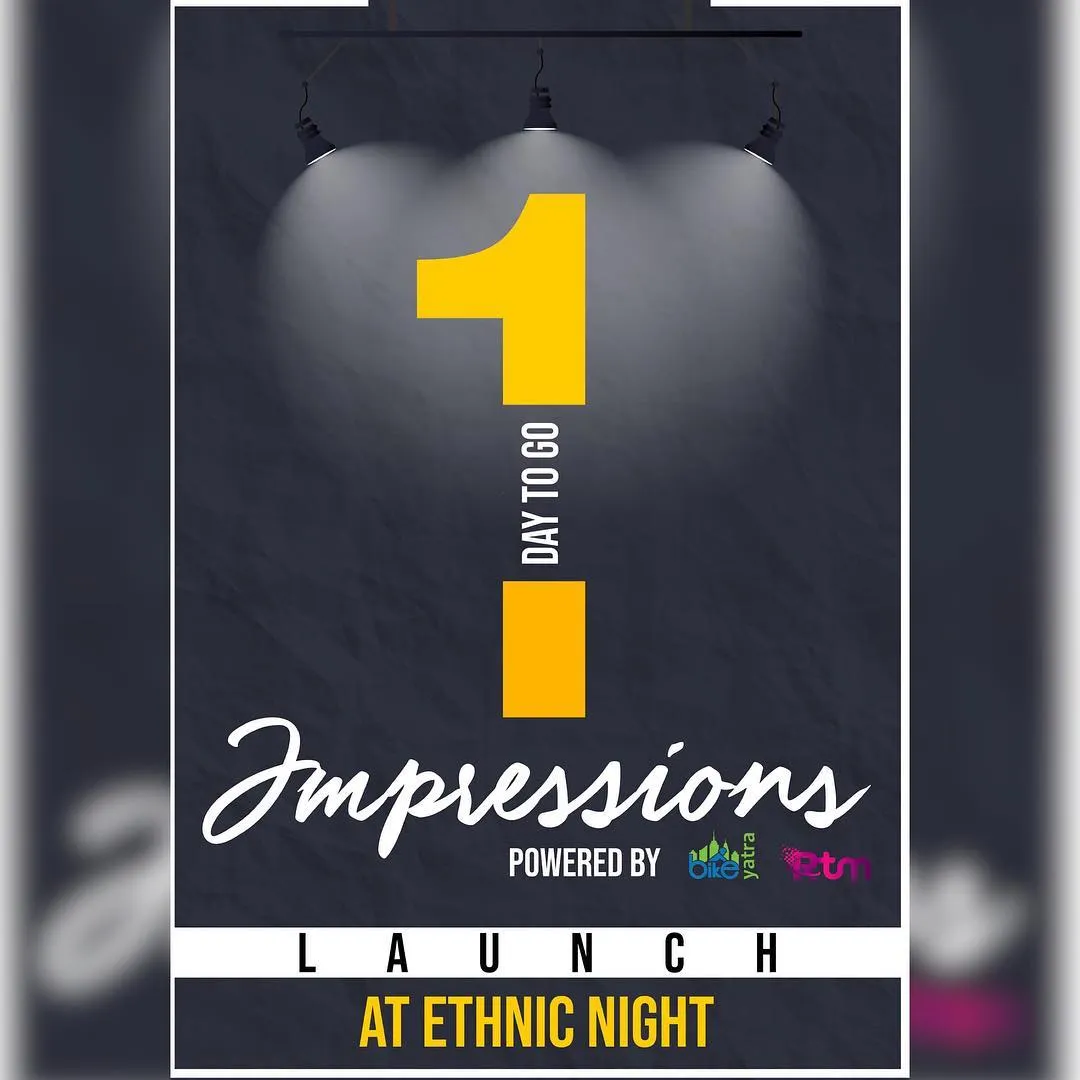 1
DAY TO GO
Impressions
POWERED BY bike yatra
LAUNCH
AT ETHNIC NIGHT